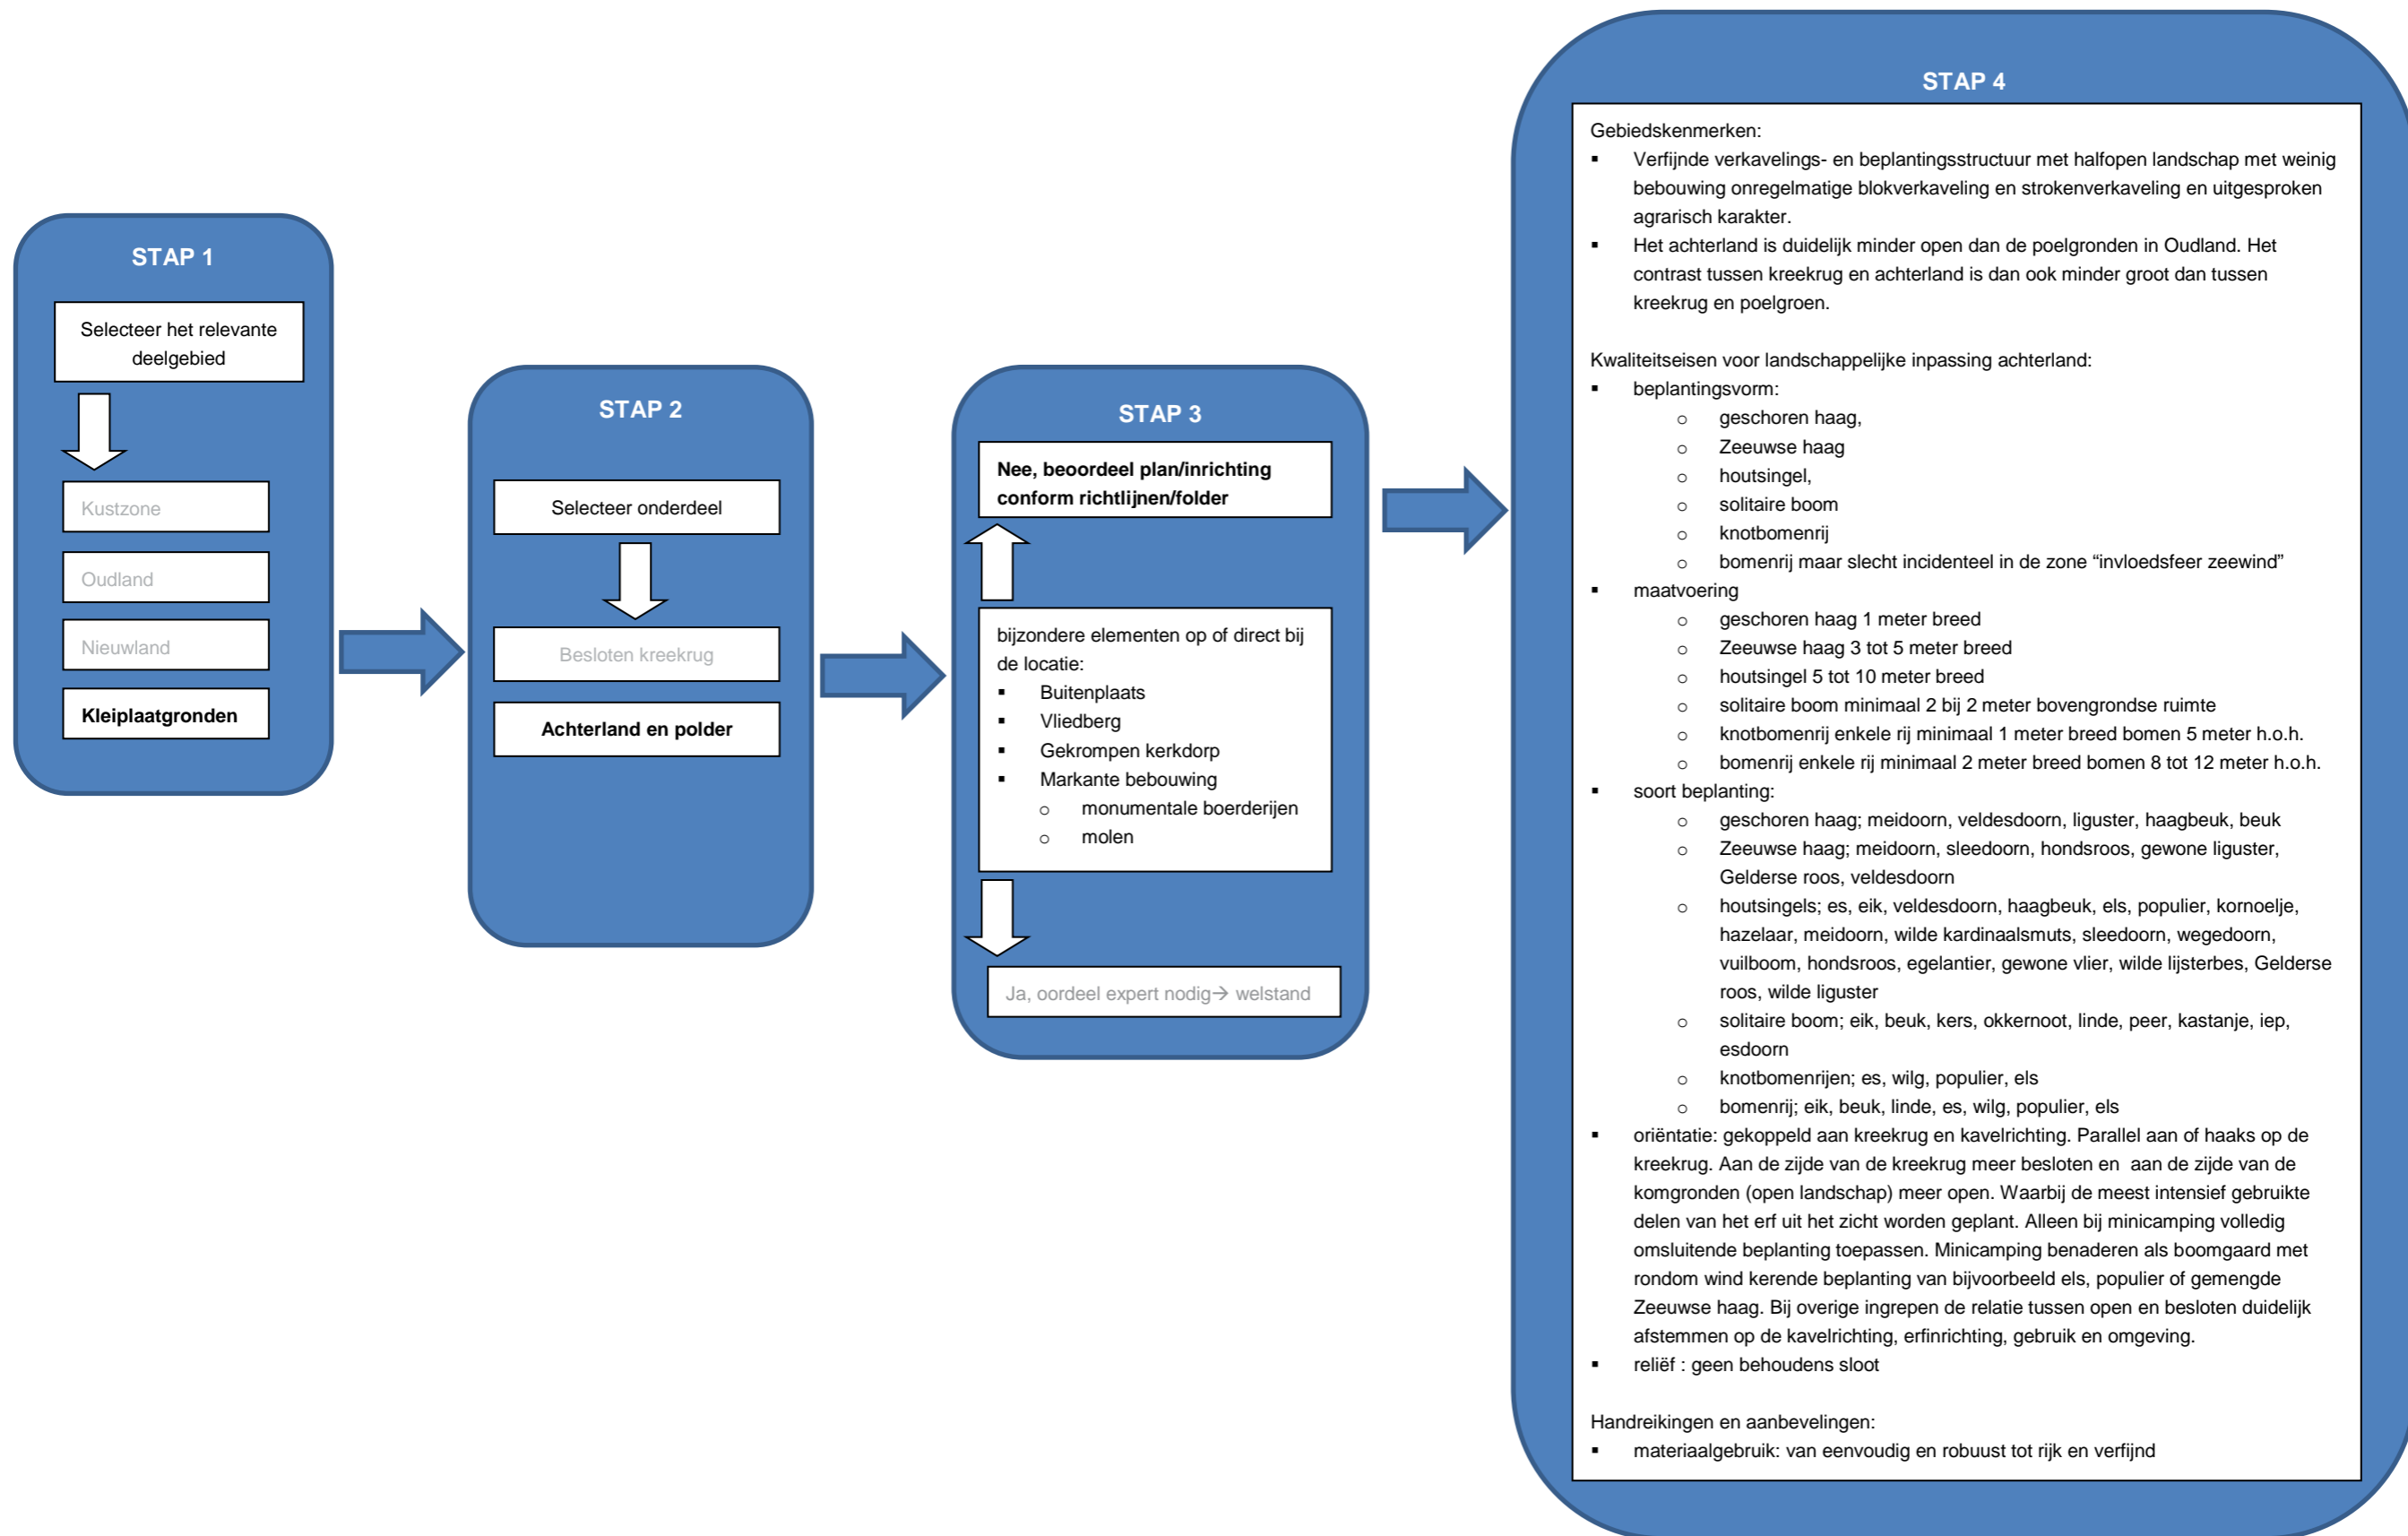 STAP 1
Selecteer het relevante
deelgebied
Kustzone
Oudland
Nieuwland
Kleiplaatgronden
STAP 2
Selecteer onderdeel
Besloten kreekrug
Achterland en polder
STAP 3
Nee, beoordeel plan/inrichting
conform richtlijnen/folder
bijzondere elementen op of direct bij
de locatie:
▪ Buitenplaats
▪ Vliedberg
▪ Gekrompen kerkdorp
▪ Markante bebouwing
o monumentale boerderijen
o molen
Ja, oordeel expert nodig→ welstand
STAP 4
Gebiedskenmerken:
▪ Verfijnde verkavelings- en beplantingsstructuur met halfopen landschap met weinig
bebouwing onregelmatige blokverkaveling en strokenverkaveling en uitgesproken
agrarisch karakter.
▪ Het achterland is duidelijk minder open dan de poelgronden in Oudland. Het
contrast tussen kreekrug en achterland is dan ook minder groot dan tussen
kreekrug en poelgroen.
Kwaliteitseisen voor landschappelijke inpassing achterland:
▪ beplantingsvorm:
o geschoren haag,
o Zeeuwse haag
o houtsingel,
o solitaire boom
o knotbomenrij
o bomenrij maar slecht incidenteel in de zone “invloedsfeer zeewind”
▪ maatvoering
o geschoren haag 1 meter breed
o Zeeuwse haag 3 tot 5 meter breed
o houtsingel 5 tot 10 meter breed
o solitaire boom minimaal 2 bij 2 meter bovengrondse ruimte
o knotbomenrij enkele rij minimaal 1 meter breed bomen 5 meter h.o.h.
o bomenrij enkele rij minimaal 2 meter breed bomen 8 tot 12 meter h.o.h.
▪ soort beplanting:
o geschoren haag; meidoorn, veldesdoorn, liguster, haagbeuk, beuk
o Zeeuwse haag; meidoorn, sleedoorn, hondsroos, gewone liguster,
Gelderse roos, veldesdoorn
o houtsingels; es, eik, veldesdoorn, haagbeuk, els, populier, kornoelje,
hazelaar, meidoorn, wilde kardinaalsmuts, sleedoorn, wegedoorn,
vuilboom, hondsroos, egelantier, gewone vlier, wilde lijsterbes, Gelderse
roos, wilde liguster
o solitaire boom; eik, beuk, kers, okkernoot, linde, peer, kastanje, iep,
esdoorn
o knotbomenrijen; es, wilg, populier, els
o bomenrij; eik, beuk, linde, es, wilg, populier, els
▪ oriëntatie: gekoppeld aan kreekrug en kavelrichting. Parallel aan of haaks op de
kreekrug. Aan de zijde van de kreekrug meer besloten en aan de zijde van de
komgronden (open landschap) meer open. Waarbij de meest intensief gebruikte
delen van het erf uit het zicht worden geplant. Alleen bij minicamping volledig
omsluitende beplanting toepassen. Minicamping benaderen als boomgaard met
rondom wind kerende beplanting van bijvoorbeeld els, populier of gemengde
Zeeuwse haag. Bij overige ingrepen de relatie tussen open en besloten duidelijk
afstemmen op de kavelrichting, erfinrichting, gebruik en omgeving.
▪ reliëf : geen behoudens sloot
Handreikingen en aanbevelingen:
▪ materiaalgebruik: van eenvoudig en robuust tot rijk en verfijnd